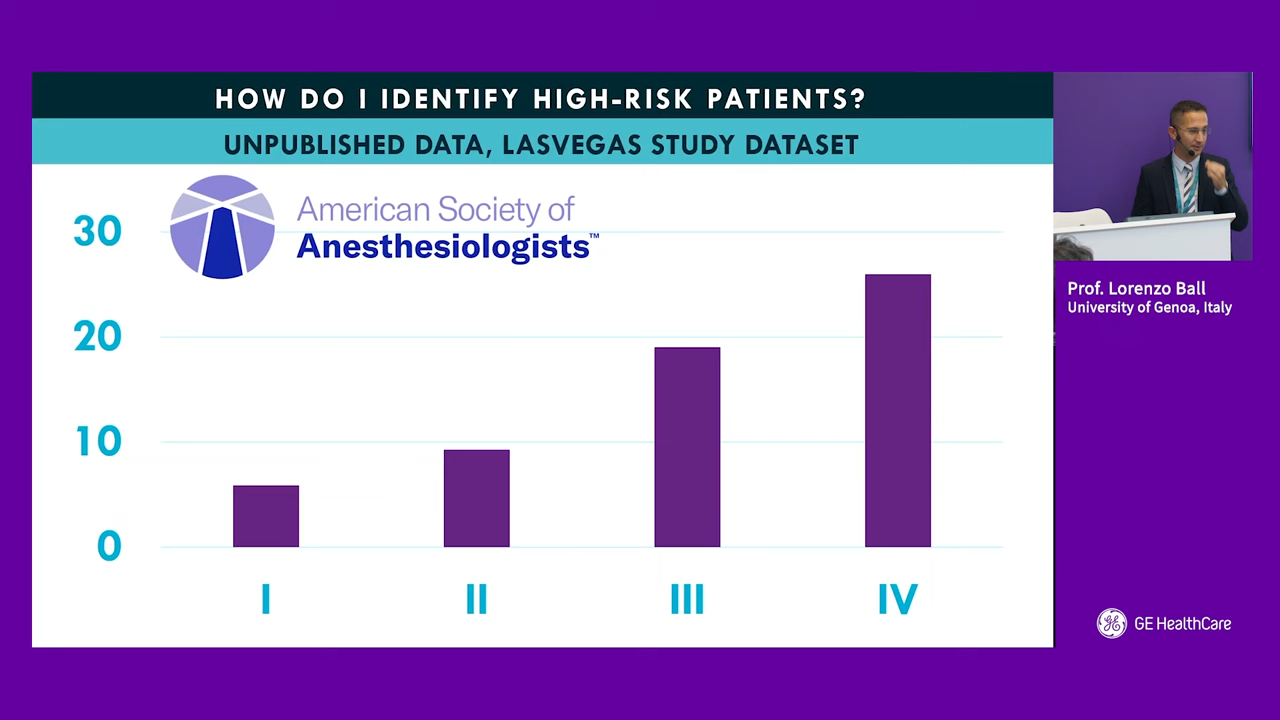 HOW DO I IDENTIFY HIGH-RISK PATIENTS?
UNPUBLISHED DATA, LASVEGAS STUDY DATASET
American Society of
Anesthesiologists™
30
20
10
0
I
II
III
IV
Prof. Lorenzo Ball
University of Genoa, Italy
GE HealthCare